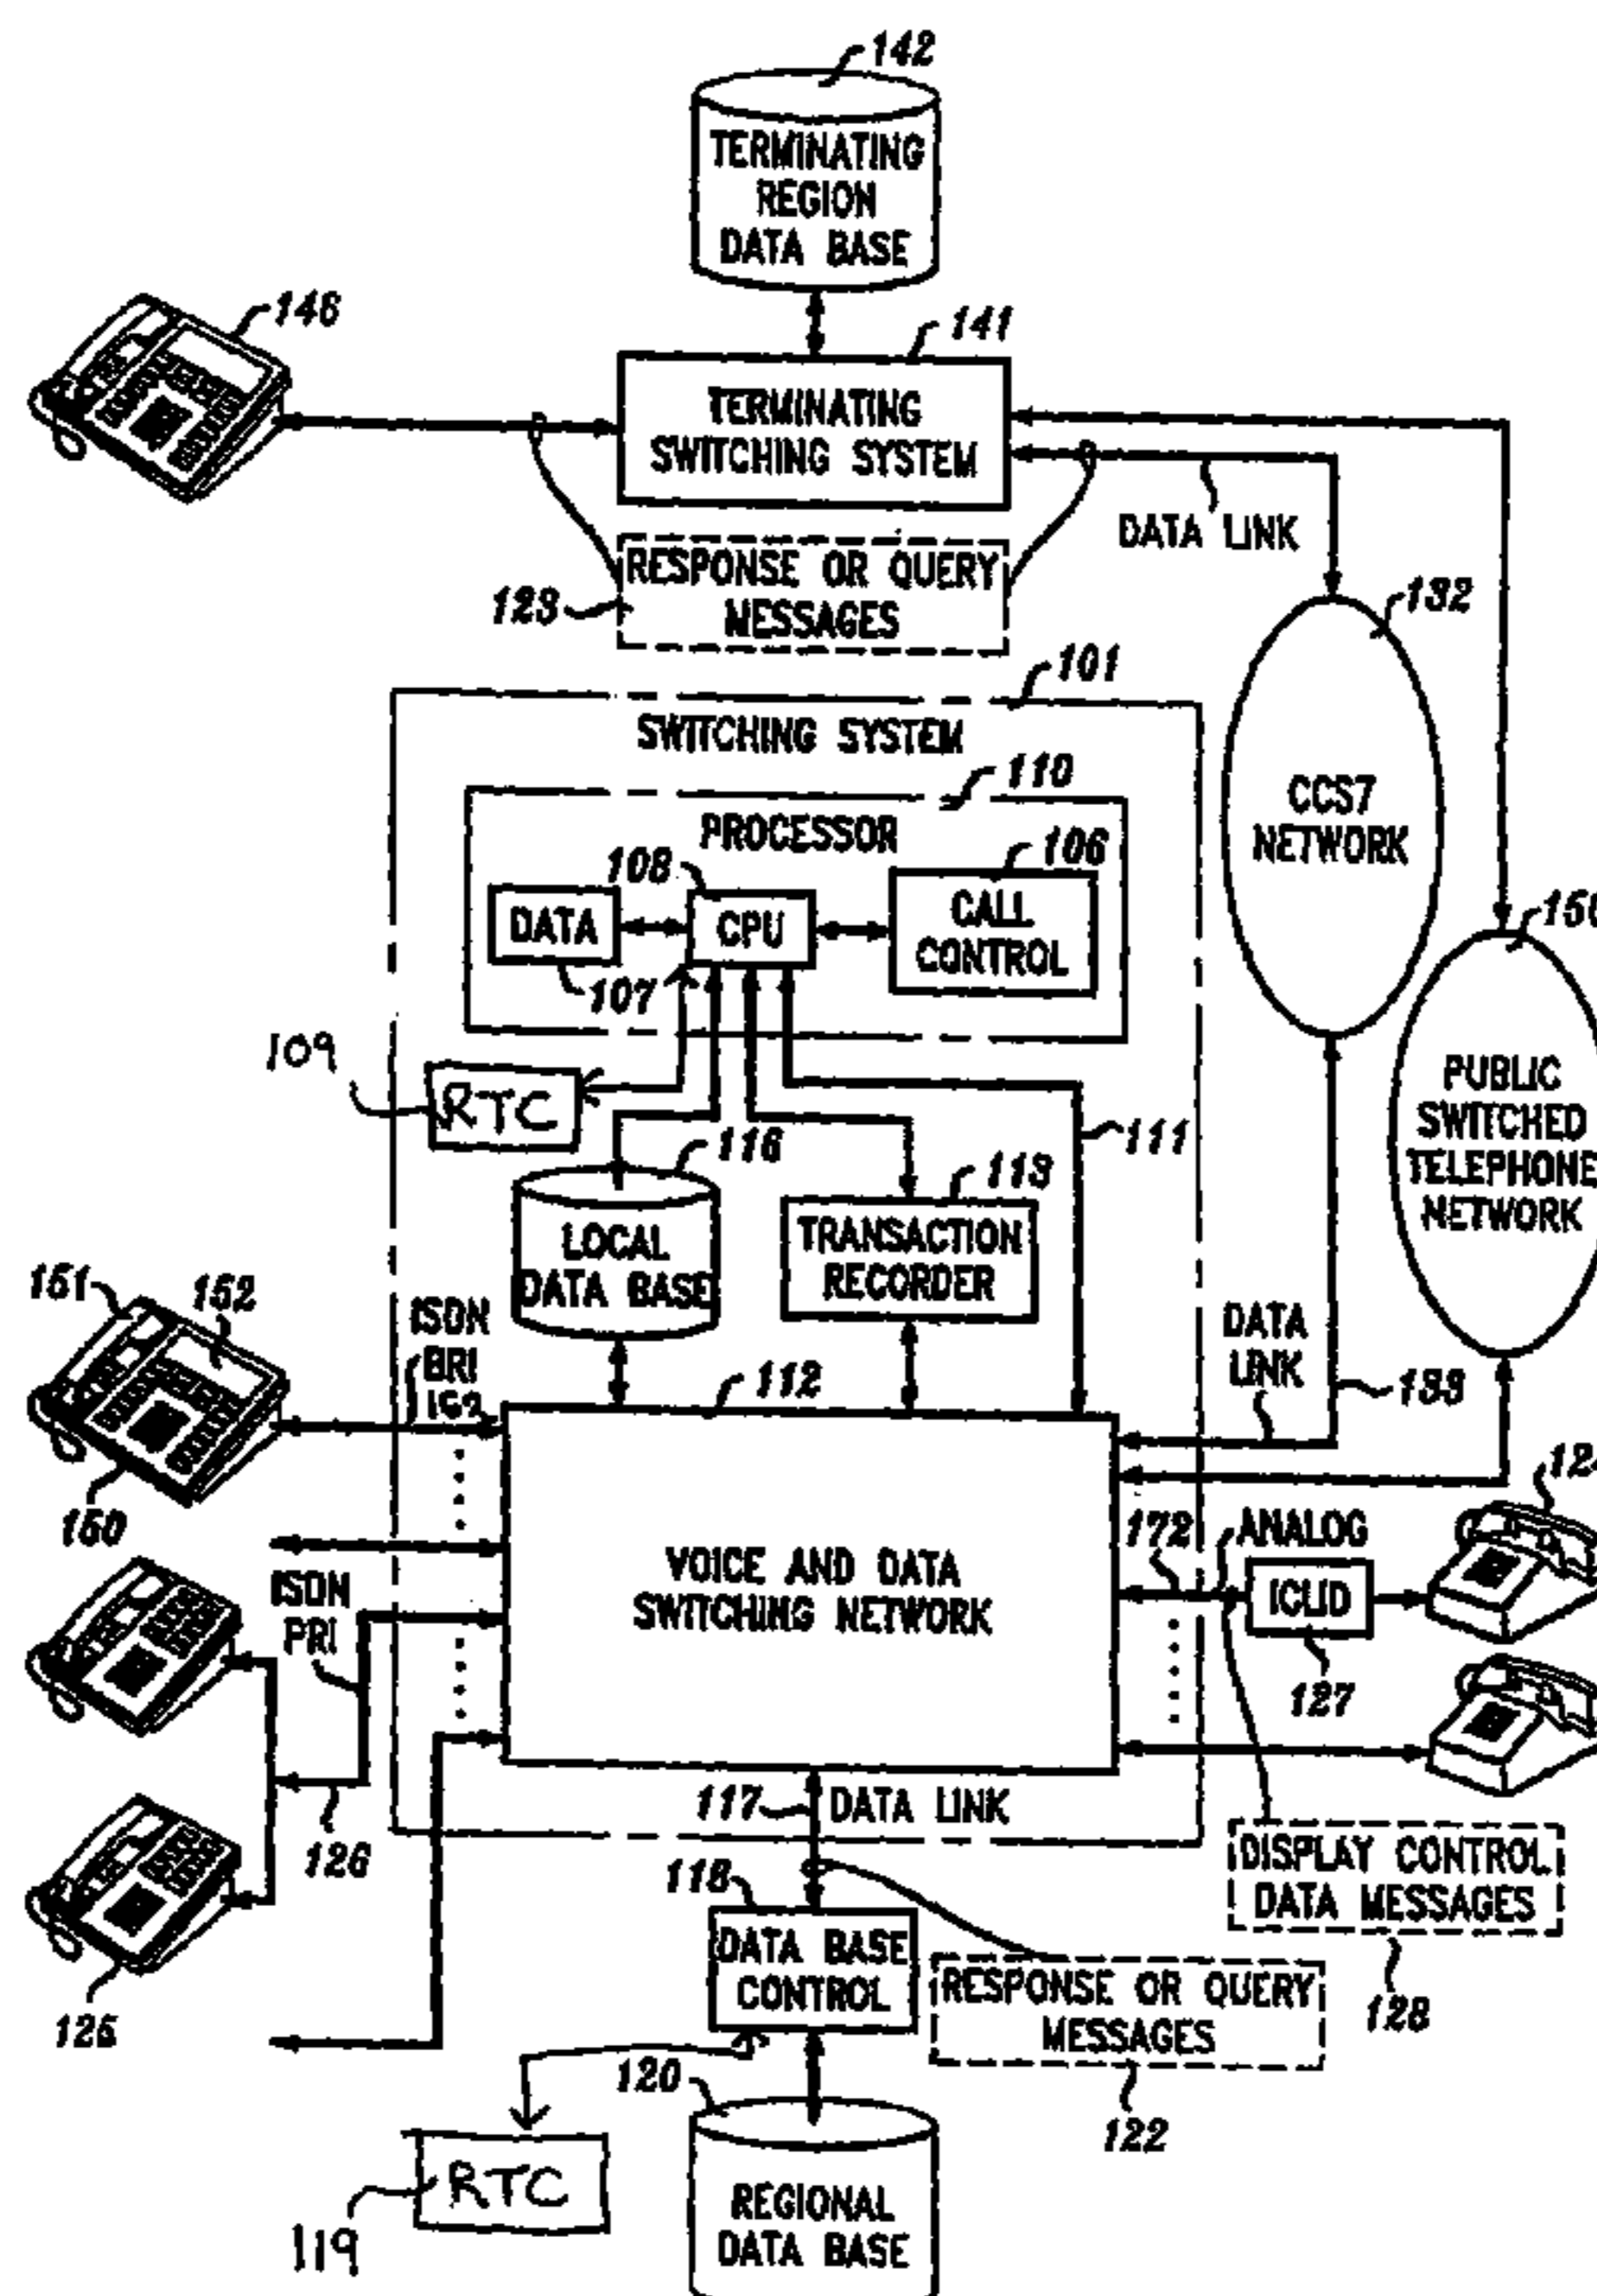 142
TERMINATING
REGION
DATA BASE
146
141
TERMINATING
SWITCHING SYSTEM
DATA LINK
RESPONSE OR QUERY
MESSAGES
123
132
101
SWITCHING SYSTEM
110
CCS7
NETWORK
PROCESSOR
108
106
DATA
CPU
CALL
CONTROL
107
109
RTC
PUBLIC
SWITCHED
TELEPHONE
NETWORK
116
111
113
LOCAL
DATA BASE
TRANSACTION
RECORDER
151
152
ISDN
BRI
DATA
LINK
112
133
150
172
ANALOG
ISDN
PRI
VOICE AND DATA
SWITCHING NETWORK
ICLID
127
117
DATA LINK
126
118
DISPLAY CONTROL
DATA MESSAGES
DATA BASE
CONTROL
RESPONSE OR QUERY
MESSAGES
128
125
120
122
RTC
119
REGIONAL
DATA BASE